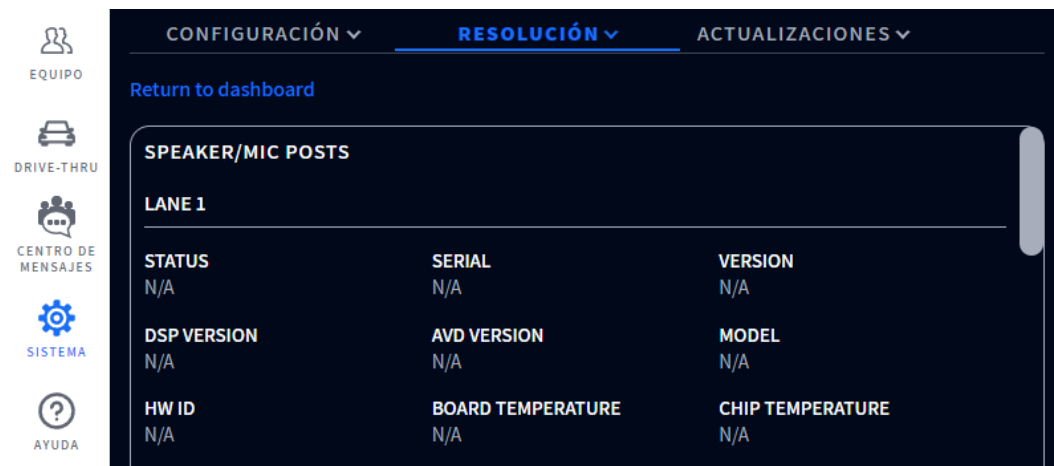 EQUIPO
DRIVE-THRU
CENTRO DE
MENSAJES
SISTEMA
AYUDA
CONFIGURACIÓN RESOLUCIÓN ACTUALIZACIONES
Return to dashboard
SPEAKER/MIC POSTS
LANE 1
STATUS SERIAL VERSION
N/A N/A N/A
DSP VERSION AVD VERSION MODEL
N/A N/A N/A
HW ID BOARD TEMPERATURE CHIP TEMPERATURE
N/A N/A N/A